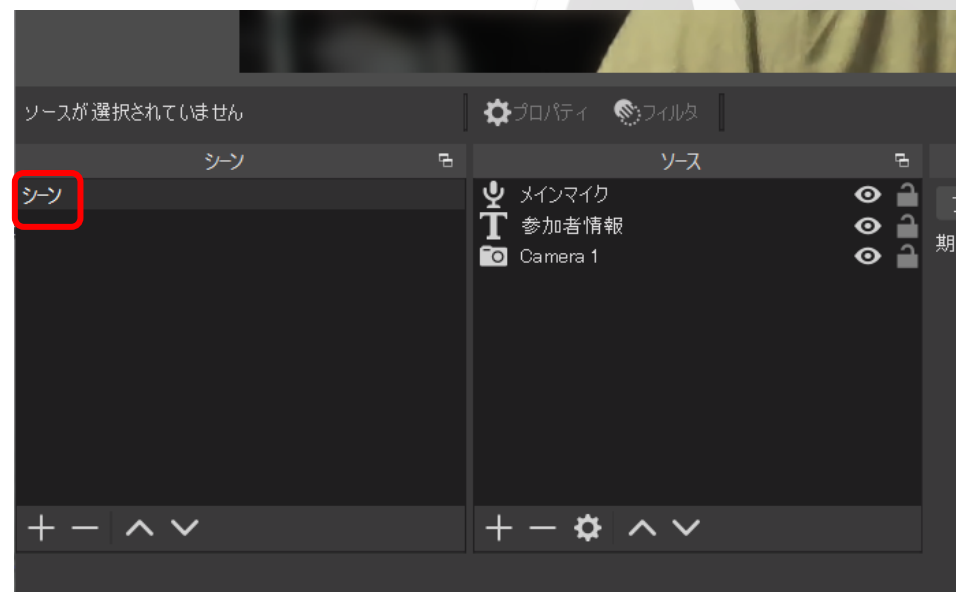 ソースが選択されていません
プロパティ フィルタ
シーン
シーン
ソース
メインマイク
参加者情報
Camera 1
期